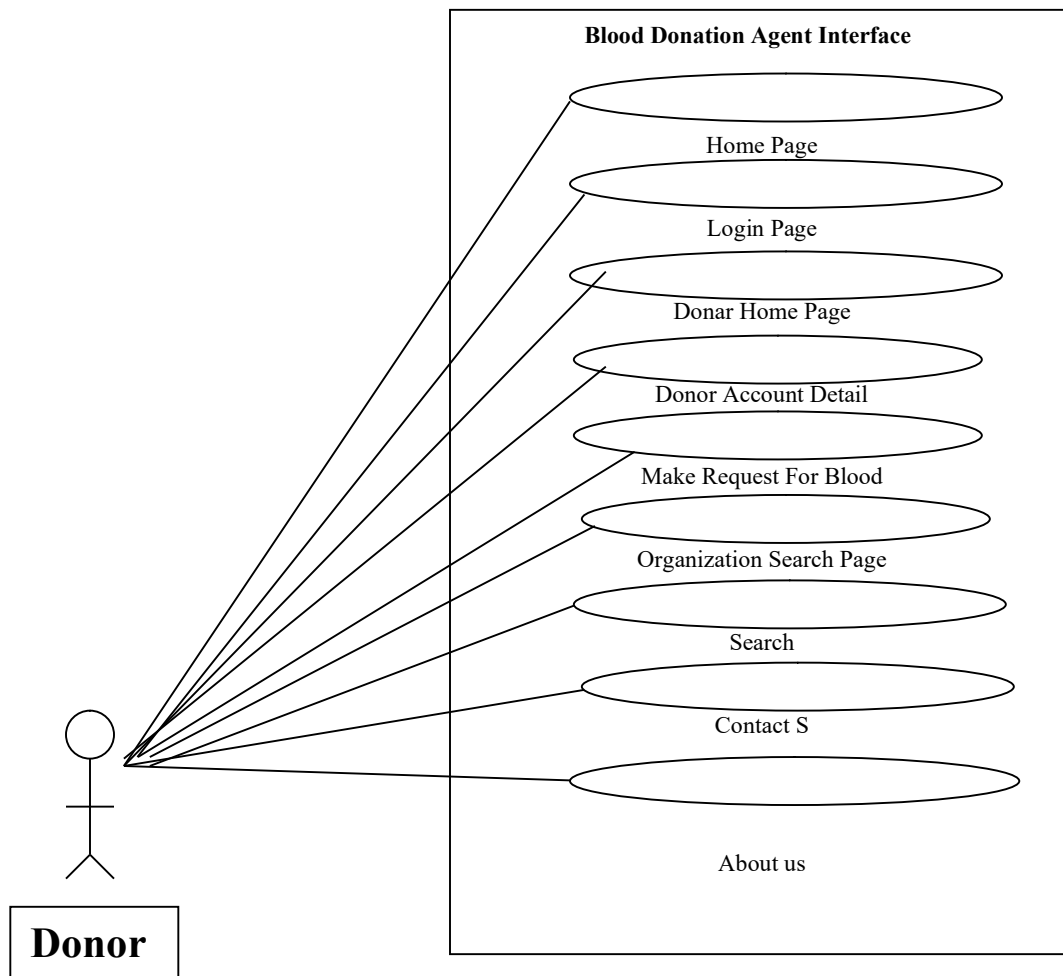 Blood Donation Agent Interface
Home Page
Login Page
Donar Home Page
Donor Account Detail
Make Request For Blood
Organization Search Page
Search
Contact S
About us
Donor